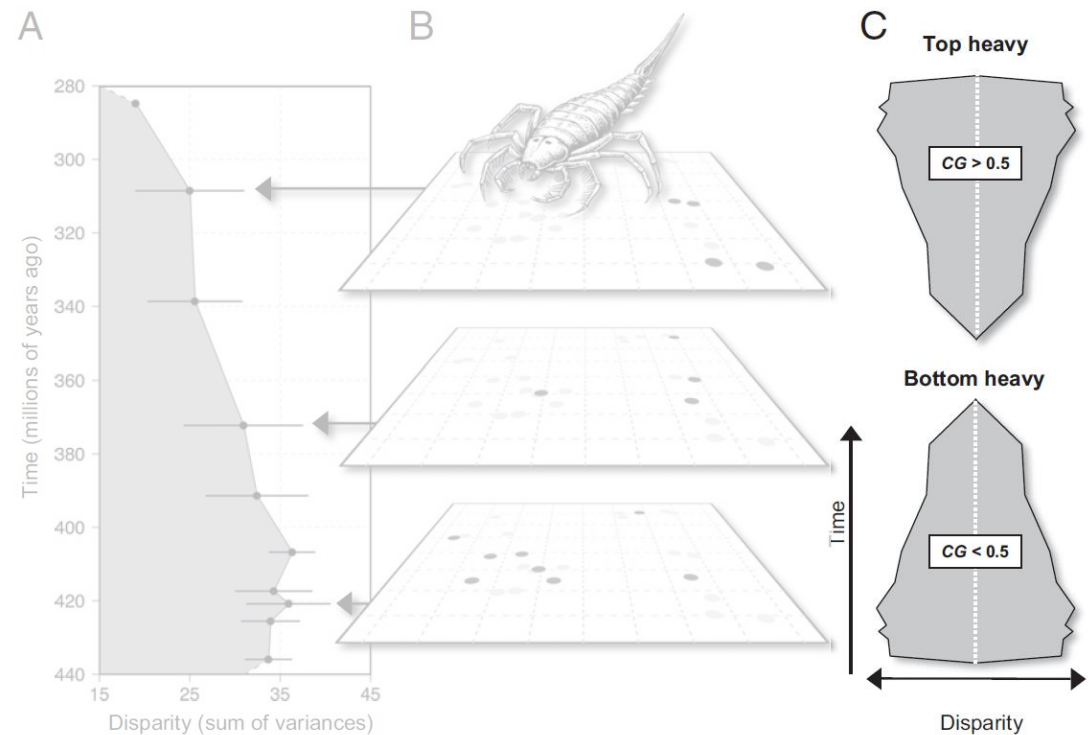 A
B
C
Top heavy
CG > 0.5
Bottom heavy
CG < 0.5
Time
Disparity
280
300
320
340
360
380
400
420
440
Time (millions of years ago)
15
25
35
45
Disparity (sum of variances)